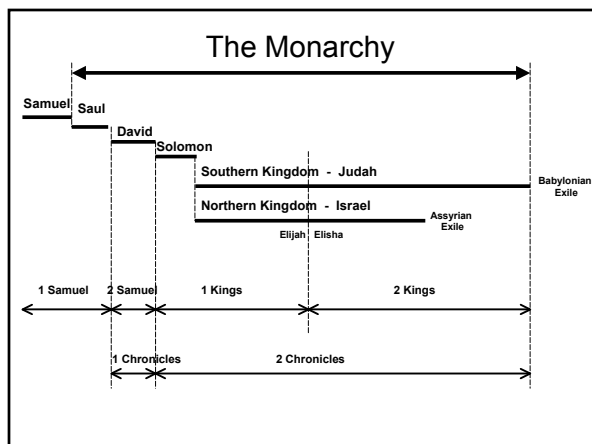 The Monarchy
Samuel
Saul
David
Solomon
Southern Kingdom - Judah
Babylonian
Exile
Northern Kingdom - Israel
Assyrian
Exile
Elijah Elisha
1 Samuel 2 Samuel 1 Kings 2 Kings
1 Chronicles 2 Chronicles